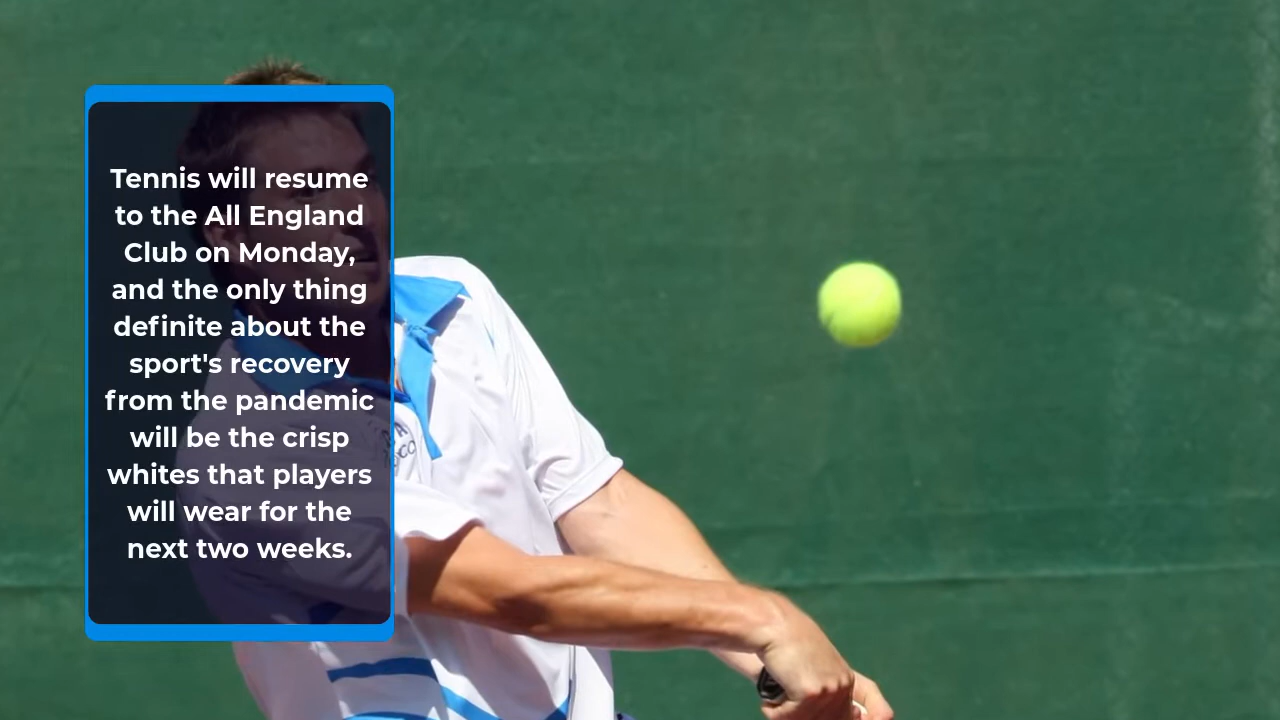 Tennis will resume
to the All England
Club on Monday,
and the only thing
definite about the
sport's recovery
from the pandemic
will be the crisp
whites that players
will wear for the
next two weeks.